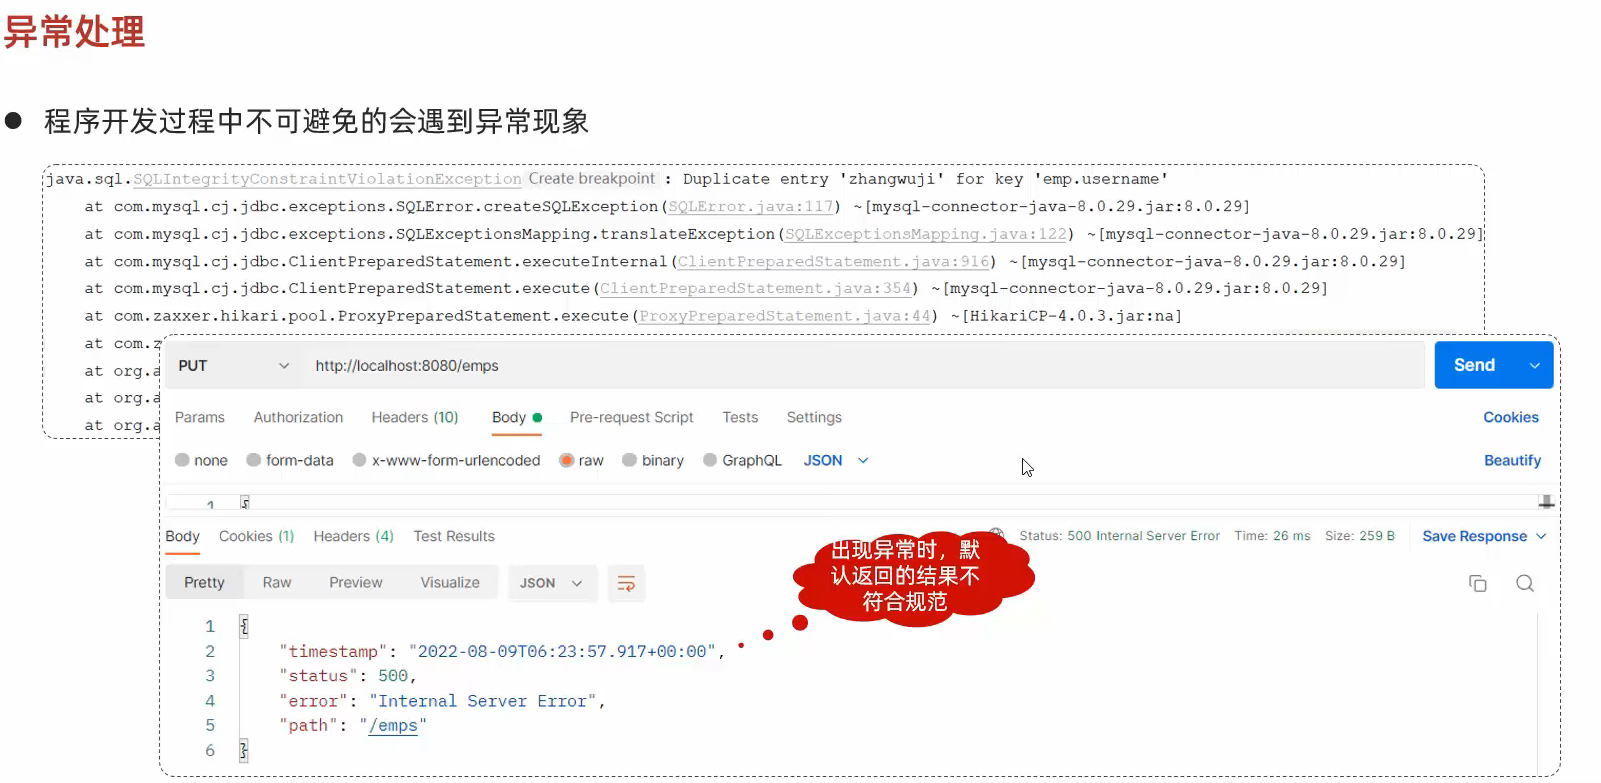 异常处理
● 程序开发过程中不可避免的会遇到异常现象
java.sql.SQLIntegrityConstraintViolationException Create breakpoint : Duplicate entry 'zhangwuji' for key 'emp.username'
at com.mysql.cj.jdbc.exceptions.SQLError.createSQLException(SQLError.java:117) ~[mysql-connector-java-8.0.29.jar:8.0.29]
at com.mysql.cj.jdbc.exceptions.SQLExceptionsMapping.translateException(SQLExceptionsMapping.java:122) ~[mysql-connector-java-8.0.29.jar:8.0.29]
at com.mysql.cj.jdbc.ClientPreparedStatement.executeInternal(ClientPreparedStatement.java:916) ~[mysql-connector-java-8.0.29.jar:8.0.29]
at com.mysql.cj.jdbc.ClientPreparedStatement.execute(ClientPreparedStatement.java:354) ~[mysql-connector-java-8.0.29.jar:8.0.29]
at com.zaxxer.hikari.pool.ProxyPreparedStatement.execute(ProxyPreparedStatement.java:44) ~[HikariCP-4.0.3.jar:na]
at com.z
at org.a
at org.a
at org.a
PUT http://localhost:8080/emps Send
Params Authorization Headers (10) Body Pre-request Script Tests Settings Cookies
none form-data x-www-form-urlencoded raw binary GraphQL JSON Beautify
1 {
Body Cookies (1) Headers (4) Test Results Status: 500 Internal Server Error Time: 26 ms Size: 259 B Save Response
出现异常时，默
认返回的结果不
符合规范
Pretty Raw Preview Visualize JSON
1 {
2 "timestamp": "2022-08-09T06:23:57.917+00:00",
3 "status": 500,
4 "error": "Internal Server Error",
5 "path": "/emps"
6 }